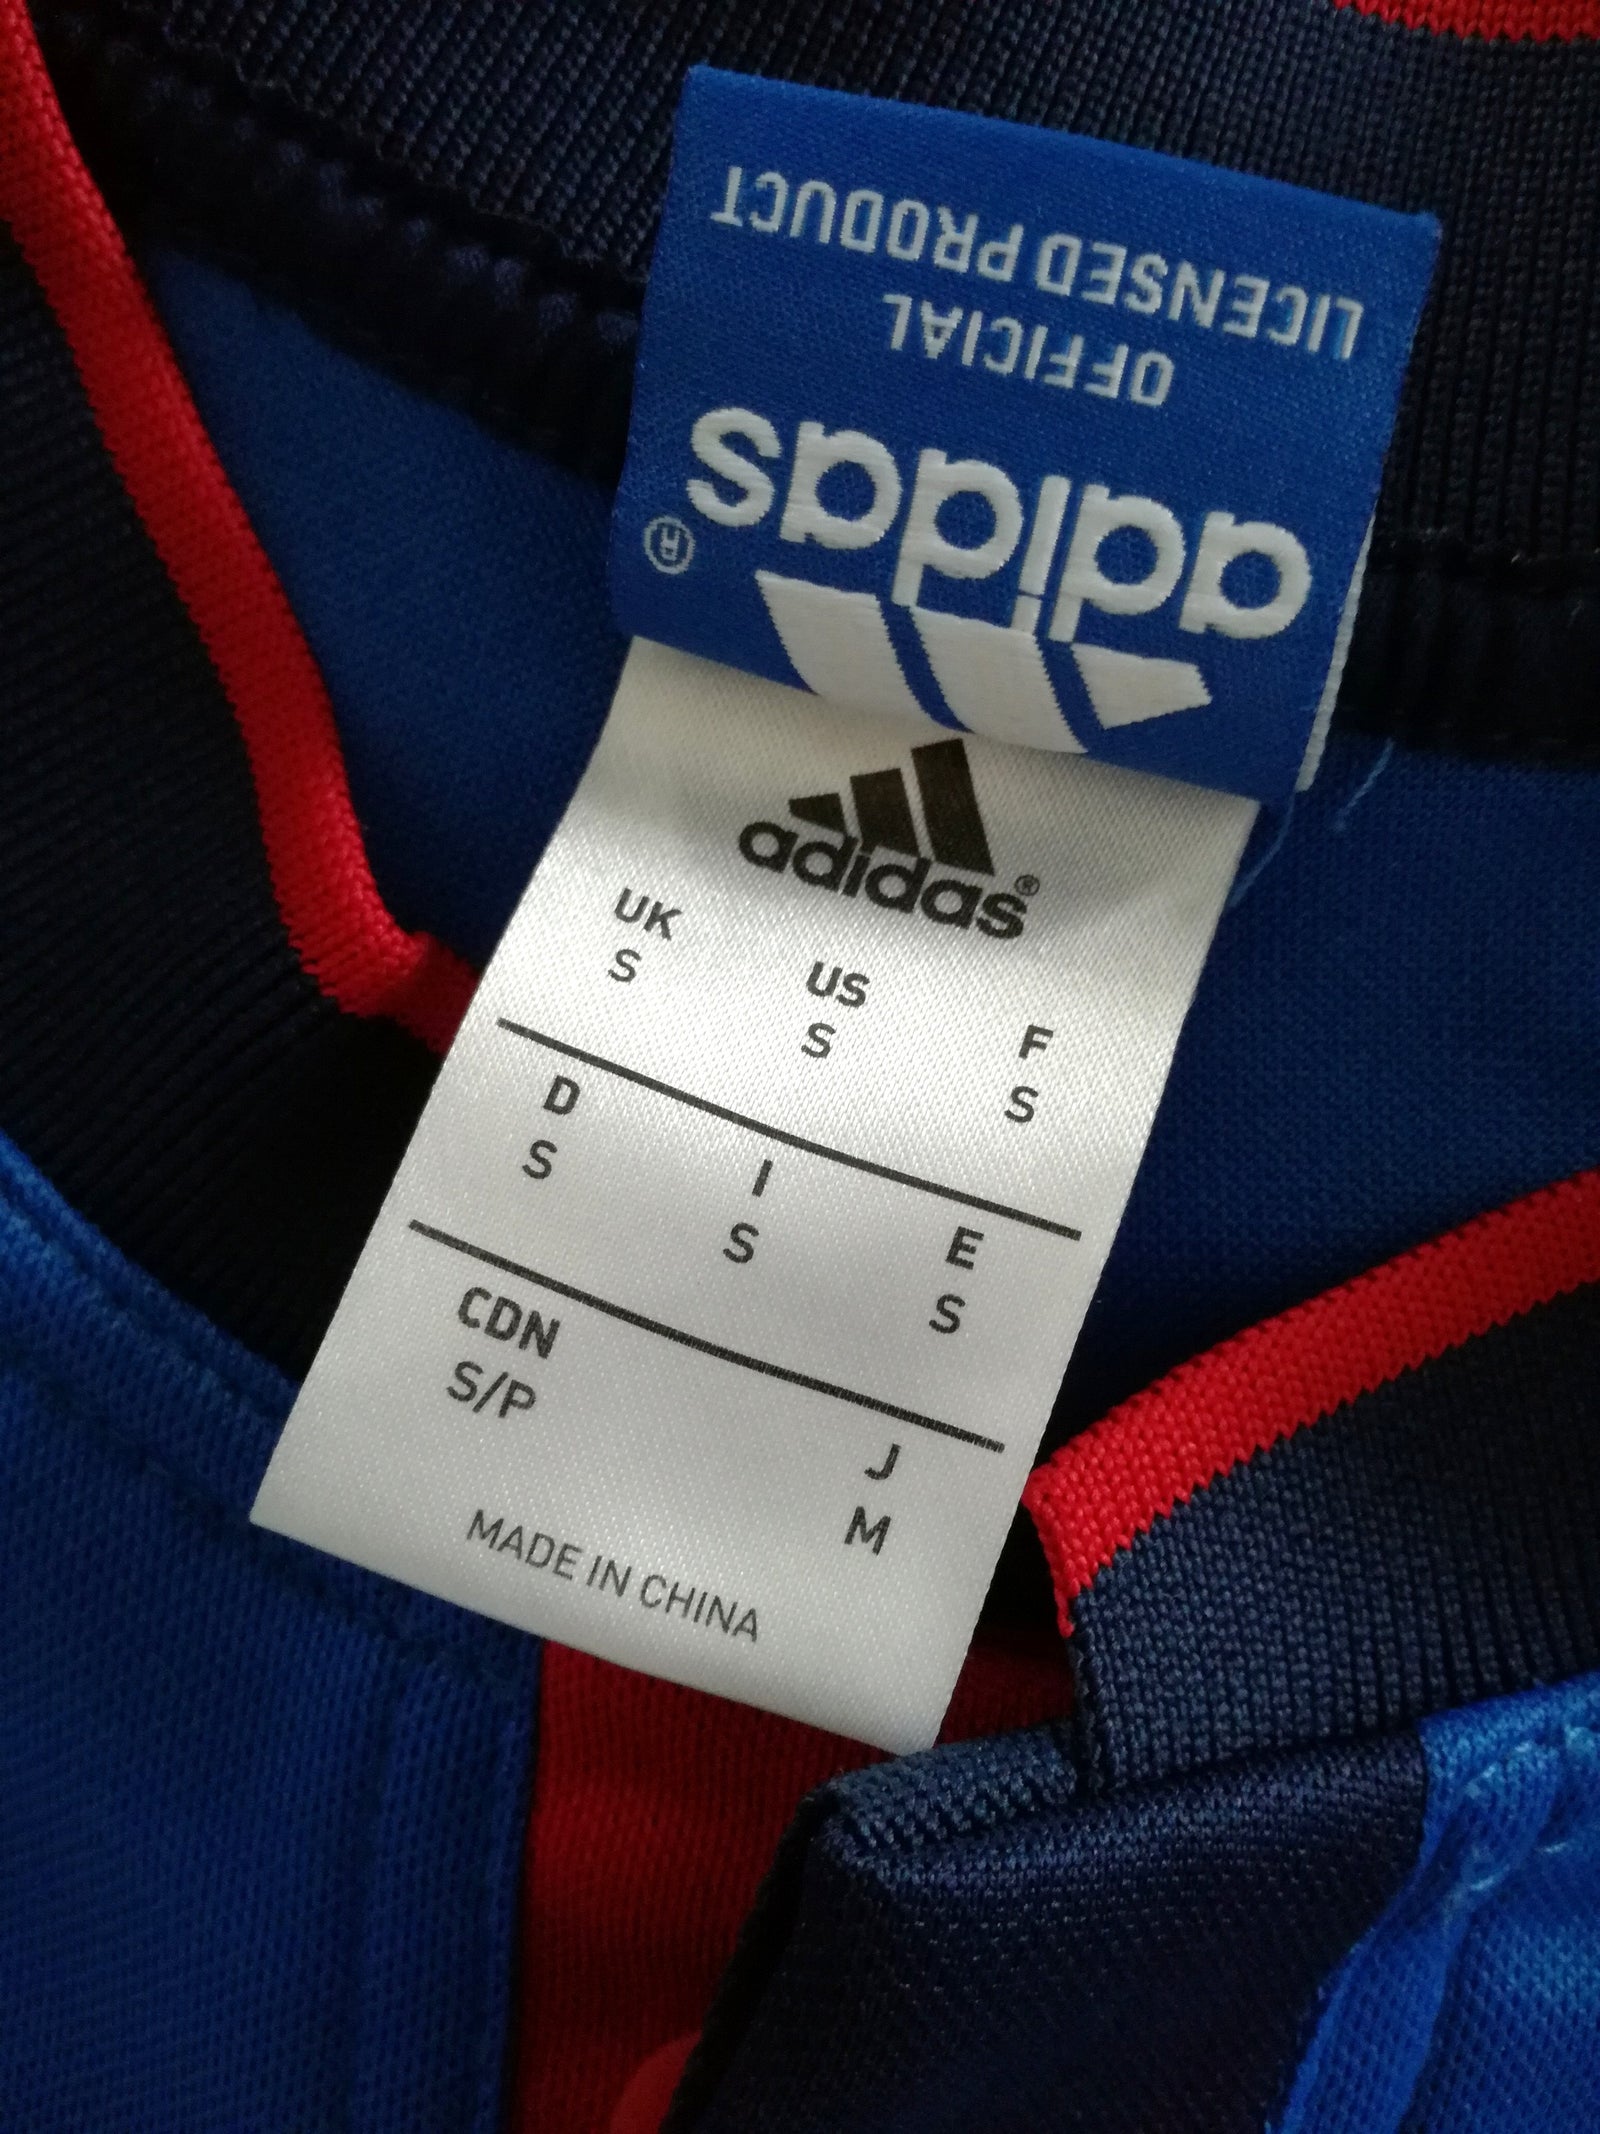 adidas®
OFFICIAL
LICENSED PRODUCT
adidas®
UK US F
S S S
D I E
S S S
CDN J
S/P M
MADE IN CHINA